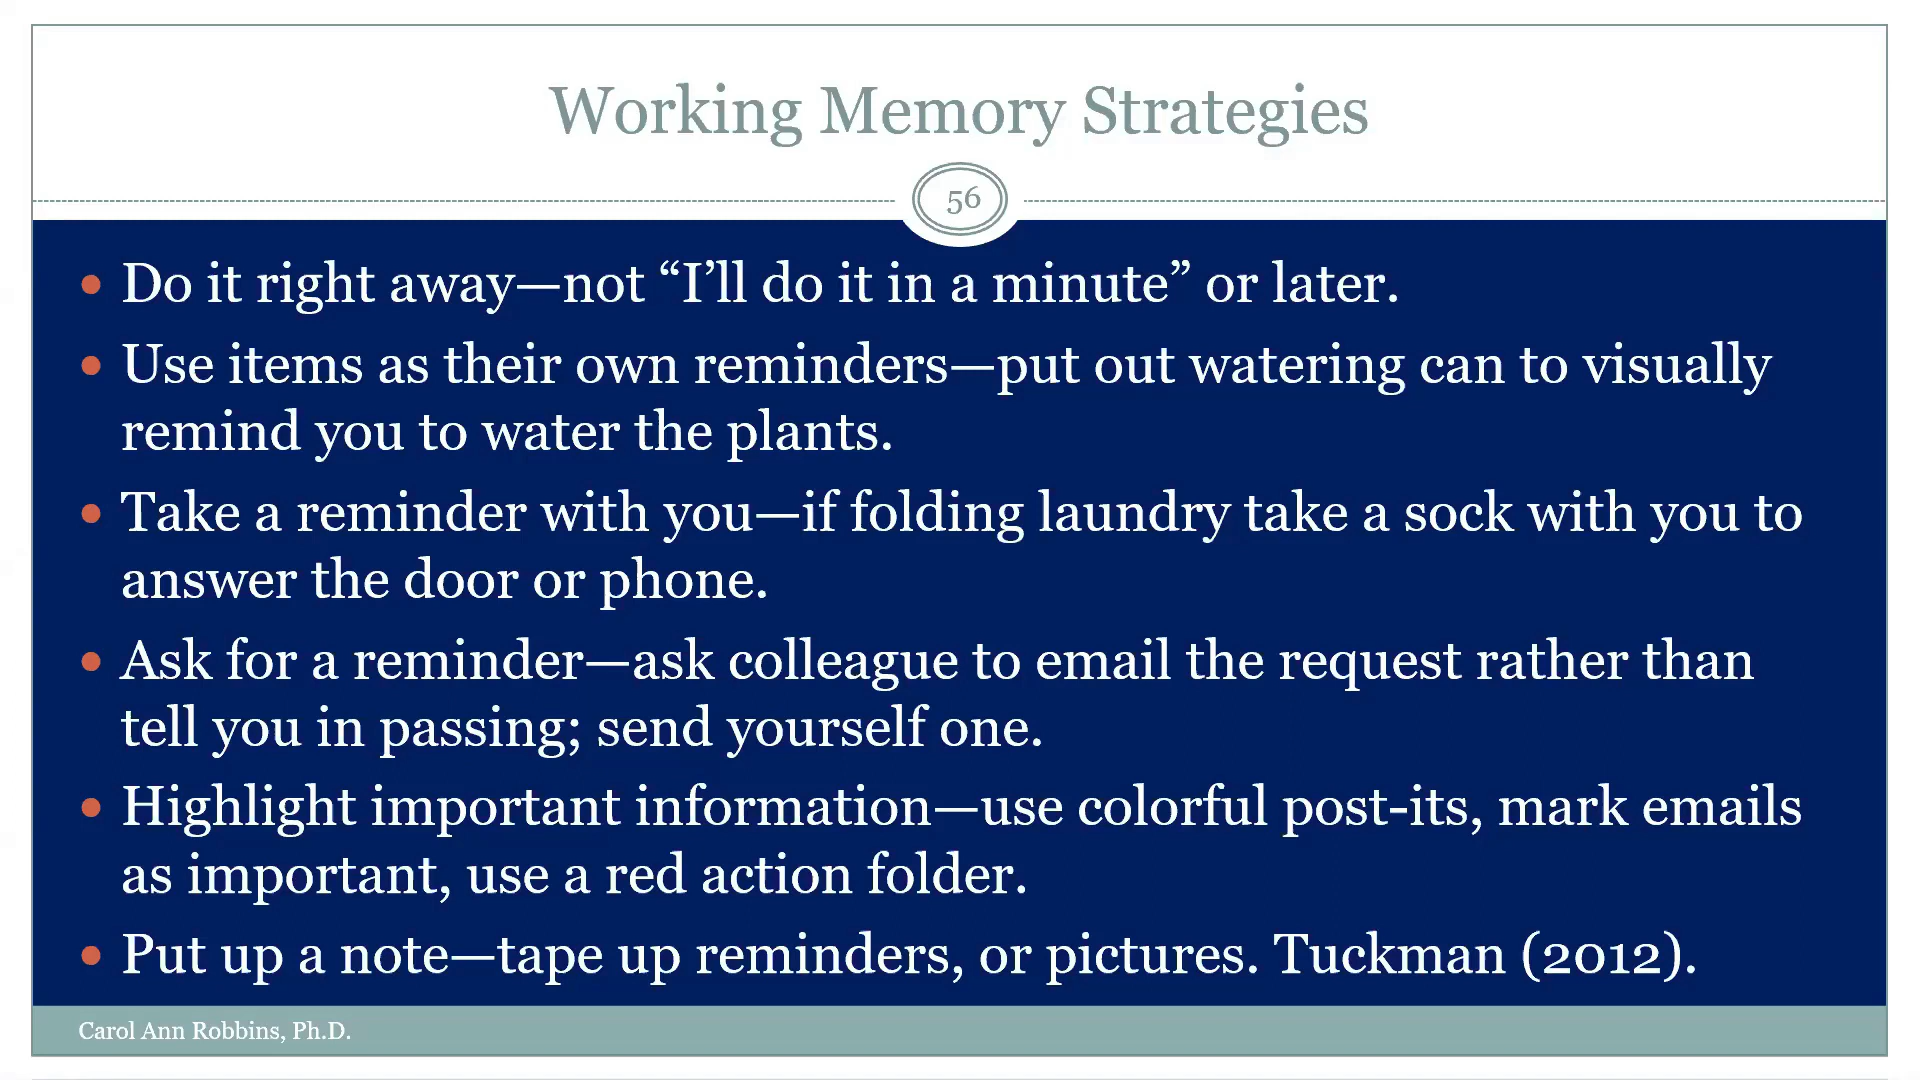 Working Memory Strategies
56
• Do it right away—not “I’ll do it in a minute” or later.
• Use items as their own reminders—put out watering can to visually
remind you to water the plants.
• Take a reminder with you—if folding laundry take a sock with you to
answer the door or phone.
• Ask for a reminder—ask colleague to email the request rather than
tell you in passing; send yourself one.
• Highlight important information—use colorful post-its, mark emails
as important, use a red action folder.
• Put up a note—tape up reminders, or pictures. Tuckman (2012).
Carol Ann Robbins, Ph.D.